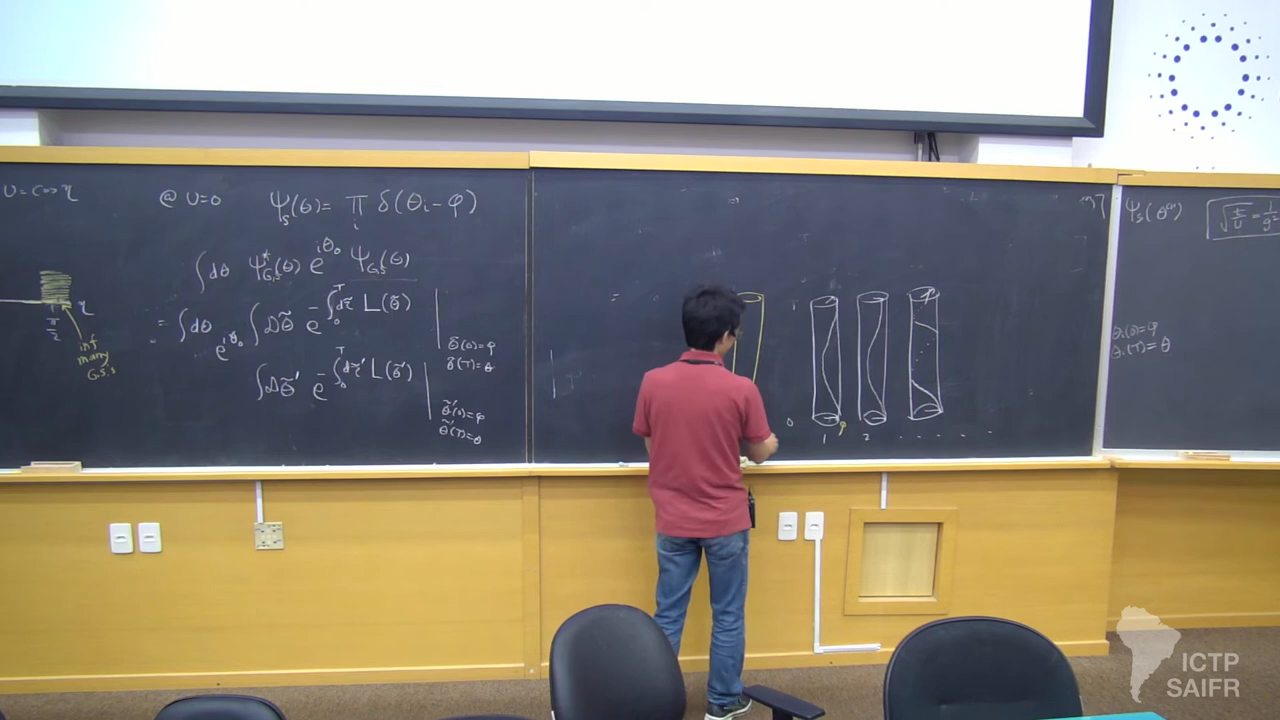 U = Cos η
@ U=0 Ψ_s(θ) = ∏_i δ(θ_i - φ)
∫dθ Ψ*_{G.S}(θ) e^{iθ_0} Ψ_{G.S}(θ)
= ∫dθ e^{iθ_0} ∫Dθ̃ e^{-∫_0^T dτ̃ L(θ̃)}
θ̃(0)=φ
θ̃(T)=θ
∫Dθ̃' e^{-∫_0^T dτ̃' L(θ̃')}
θ̃'(0)=φ
θ̃'(T)=θ
η
π/2
inf
many
G.S.s
=
T
0
1 φ 2 - - - - -
Ψ_s(θ
θ_i(0)=φ
θ_i(T)=θ
ICTP
SAIFR